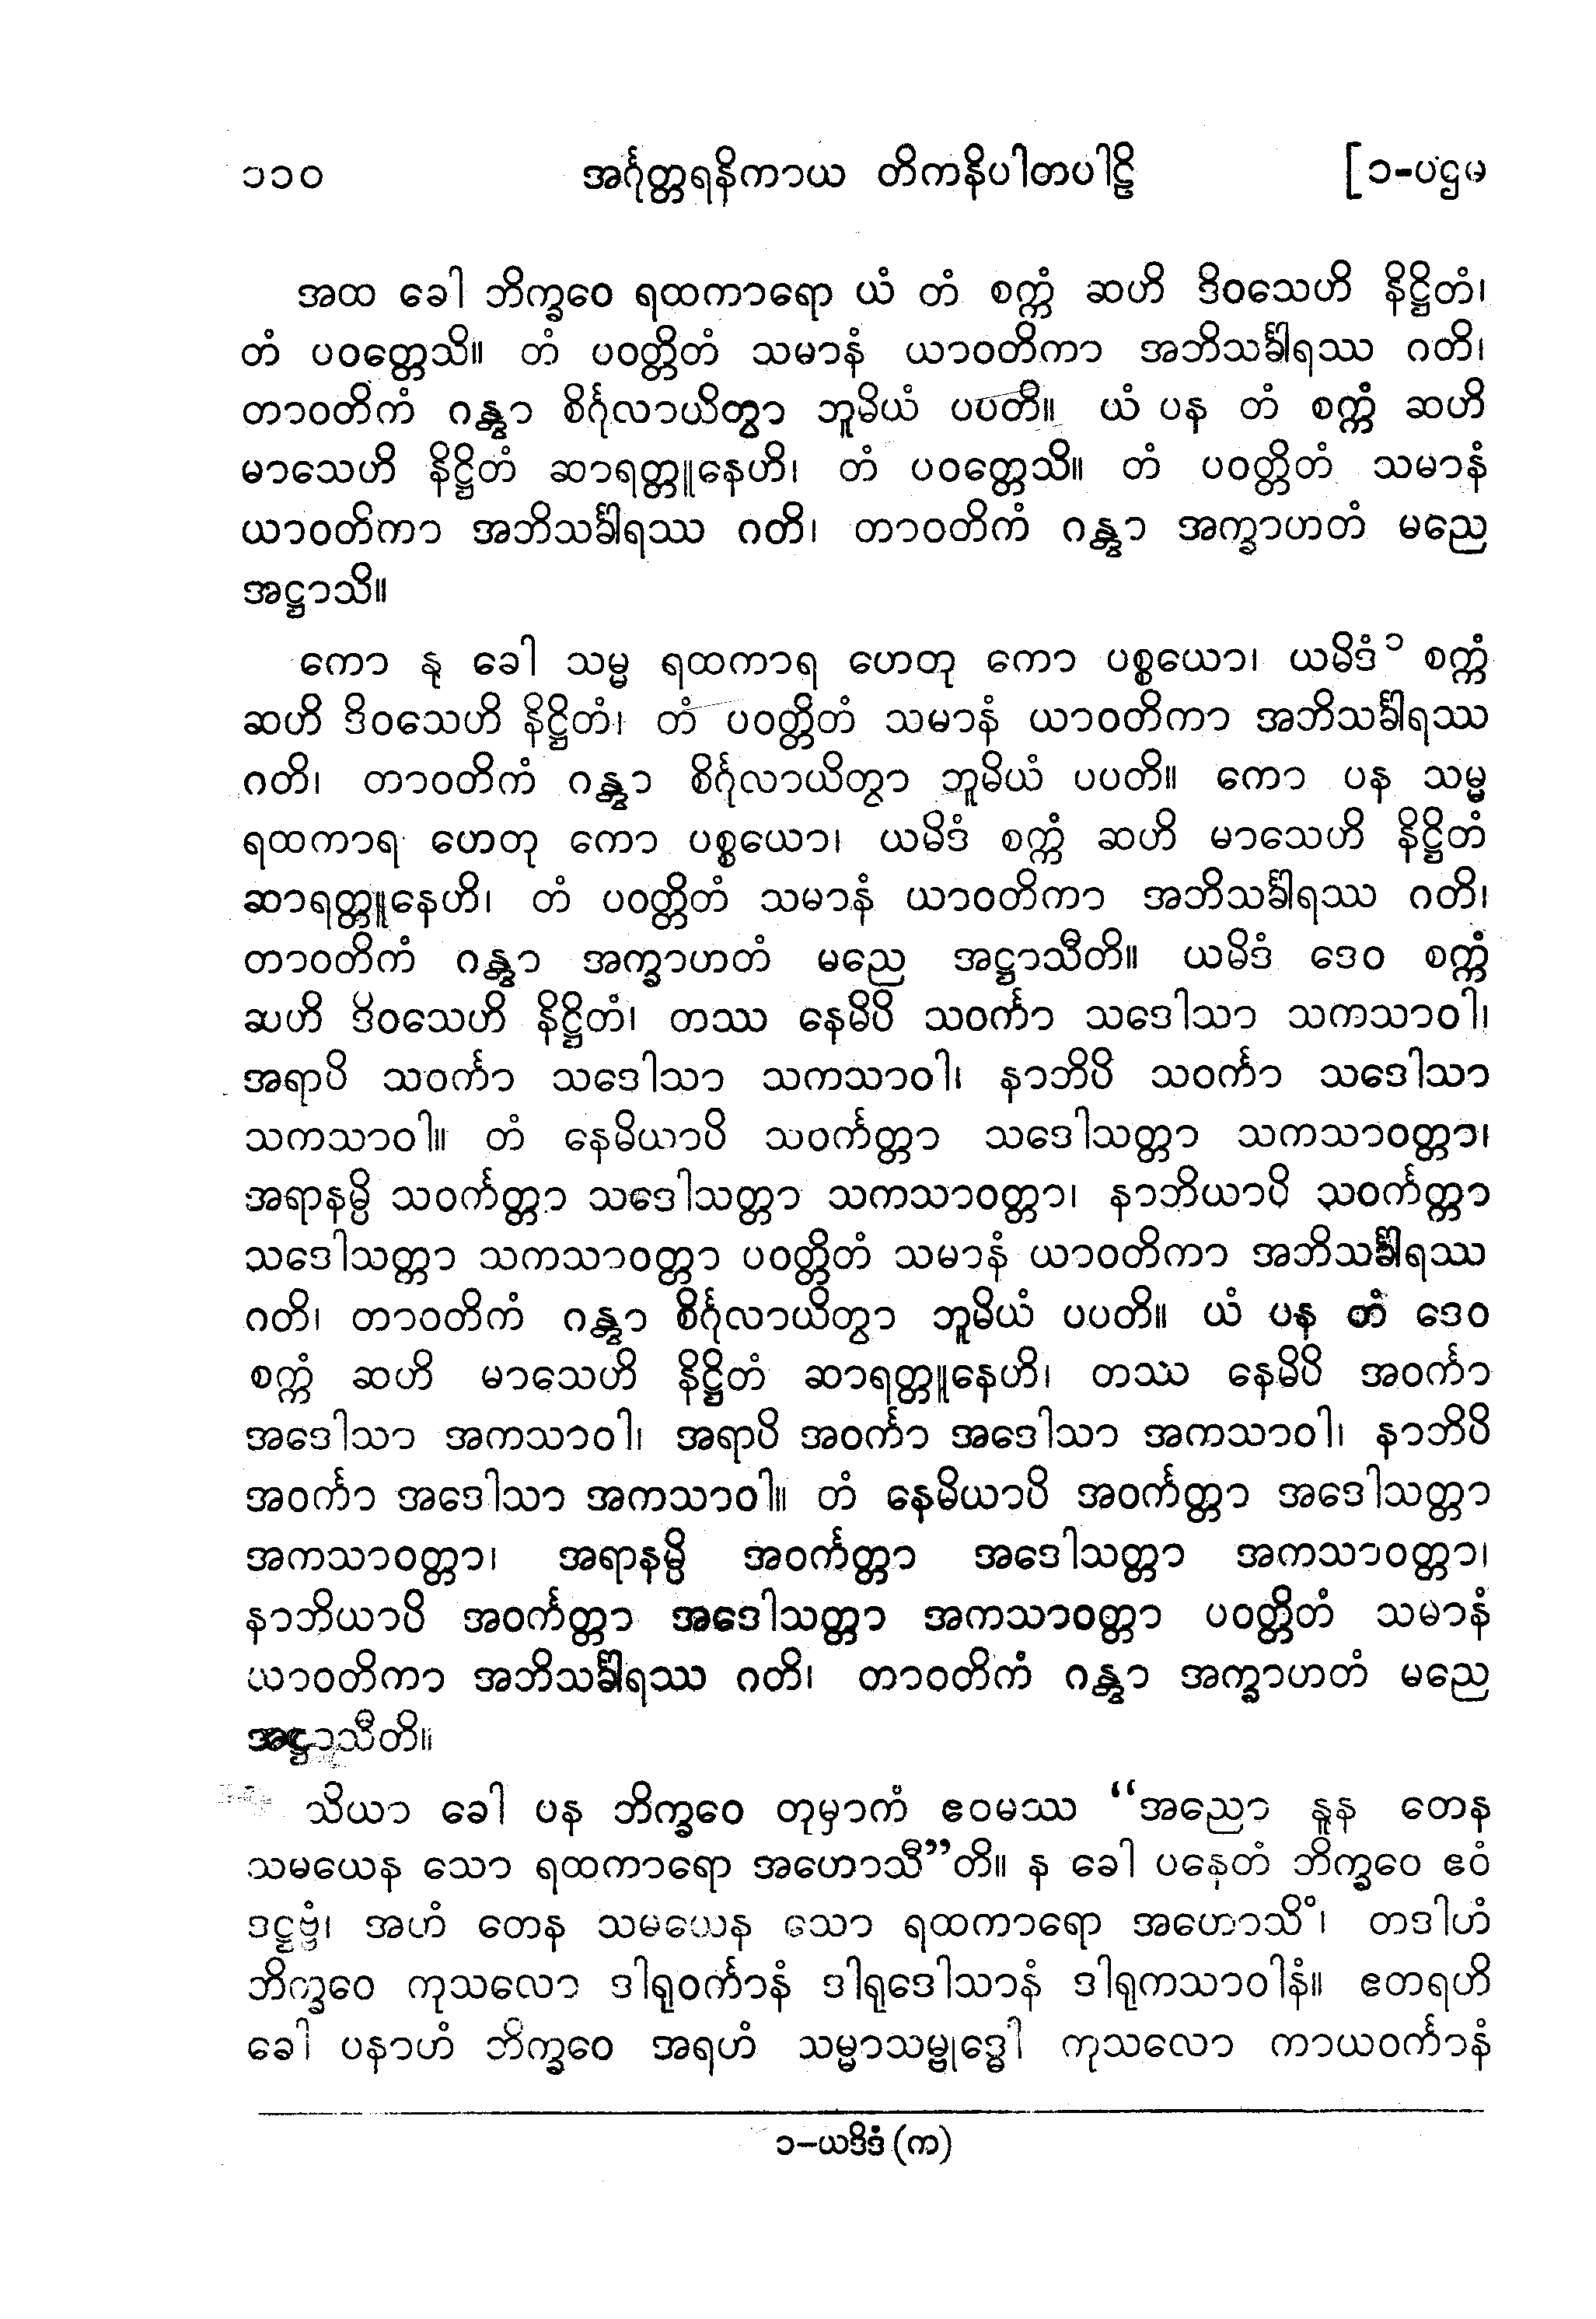 ၁၁၀ အင်္ဂုတ္တရနိကာယ တိကနိပါတပါဠိ [၁-ပဌမ
အထ ခေါ ဘိက္ခဝေ ရထကာရော ယံ တံ စက္ကံ ဆဟိ ဒိဝသေဟိ နိဋ္ဌိတံ၊
တံ ပဝတ္တေသိ။ တံ ပဝတ္တိတံ သမာနံ ယာဝတိကာ အဘိသင်္ခါရဿ ဂတိ၊
တာဝတိကံ ဂန္တွာ စိင်္ဂုလာယိတွာ ဘူမိယံ ပပတိ။ ယံ ပန တံ စက္ကံ ဆဟိ
မာသေဟိ နိဋ္ဌိတံ ဆာရတ္တူနေဟိ၊ တံ ပဝတ္တေသိ။ တံ ပဝတ္တိတံ သမာနံ
ယာဝတိကာ အဘိသင်္ခါရဿ ဂတိ၊ တာဝတိကံ ဂန္တွာ အက္ခာဟတံ မညေ
အဋ္ဌာသိ။
ကော နု ခေါ သမ္မ ရထကာရ ဟေတု ကော ပစ္စယော၊ ယမိဒံ ၁ စက္ကံ
ဆဟိ ဒိဝသေဟိ နိဋ္ဌိတံ၊ တံ ပဝတ္တိတံ သမာနံ ယာဝတိကာ အဘိသင်္ခါရဿ
ဂတိ၊ တာဝတိကံ ဂန္တွာ စိင်္ဂုလာယိတွာ ဘူမိယံ ပပတိ။ ကော ပန သမ္မ
ရထကာရ ဟေတု ကော ပစ္စယော၊ ယမိဒံ စက္ကံ ဆဟိ မာသေဟိ နိဋ္ဌိတံ
ဆာရတ္တူနေဟိ၊ တံ ပဝတ္တိတံ သမာနံ ယာဝတိကာ အဘိသင်္ခါရဿ ဂတိ၊
တာဝတိကံ ဂန္တွာ အက္ခာဟတံ မညေ အဋ္ဌာသီတိ။ ယမိဒံ ဒေဝ စက္ကံ
ဆဟိ ဒိဝသေဟိ နိဋ္ဌိတံ၊ တဿ နေမိပိ သဝင်္ကာ သဒေါသာ သကသာဝါ၊
အရာပိ သဝင်္ကာ သဒေါသာ သကသာဝါ၊ နာဘိပိ သဝင်္ကာ သဒေါသာ
သကသာဝါ။ တံ နေမိယာပိ သဝင်္ကတ္တာ သဒေါသတ္တာ သကသာဝတ္တာ၊
အရာနမ္ပိ သဝင်္ကတ္တာ သဒေါသတ္တာ သကသာဝတ္တာ၊ နာဘိယာပိ သဝင်္ကတ္တာ
သဒေါသတ္တာ သကသာဝတ္တာ ပဝတ္တိတံ သမာနံ ယာဝတိကာ အဘိသင်္ခါရဿ
ဂတိ၊ တာဝတိကံ ဂန္တွာ စိင်္ဂုလာယိတွာ ဘူမိယံ ပပတိ။ ယံ ပန တံ ဒေဝ
စက္ကံ ဆဟိ မာသေဟိ နိဋ္ဌိတံ ဆာရတ္တူနေဟိ၊ တဿ နေမိပိ အဝင်္ကာ
အဒေါသာ အကသာဝါ၊ အရာပိ အဝင်္ကာ အဒေါသာ အကသာဝါ၊ နာဘိပိ
အဝင်္ကာ အဒေါသာ အကသာဝါ။ တံ နေမိယာပိ အဝင်္ကတ္တာ အဒေါသတ္တာ
အကသာဝတ္တာ၊ အရာနမ္ပိ အဝင်္ကတ္တာ အဒေါသတ္တာ အကသာဝတ္တာ၊
နာဘိယာပိ အဝင်္ကတ္တာ အဒေါသတ္တာ အကသာဝတ္တာ ပဝတ္တိတံ သမာနံ
ယာဝတိကာ အဘိသင်္ခါရဿ ဂတိ၊ တာဝတိကံ ဂန္တွာ အက္ခာဟတံ မညေ
အဋ္ဌာသီတိ။
သိယာ ခေါ ပန ဘိက္ခဝေ တုမှာကံ ဧဝမဿ “အညော နူန တေန
သမယေန သော ရထကာရော အဟောသီ”တိ။ န ခေါ ပနေတံ ဘိက္ခဝေ ဧဝံ
ဒဋ္ဌဗ္ဗံ၊ အဟံ တေန သမယေန သော ရထကာရော အဟောသိံ၊ တဒါဟံ
ဘိက္ခဝေ ကုသလော ဒါရုဝင်္ကာနံ ဒါရုဒေါသာနံ ဒါရုကသာဝါနံ။ ဧတရဟိ
ခေါ ပနာဟံ ဘိက္ခဝေ အရဟံ သမ္မာသမ္ဗုဒ္ဓေါ ကုသလော ကာယဝင်္ကာနံ
၁-ယဒိဒံ (က)